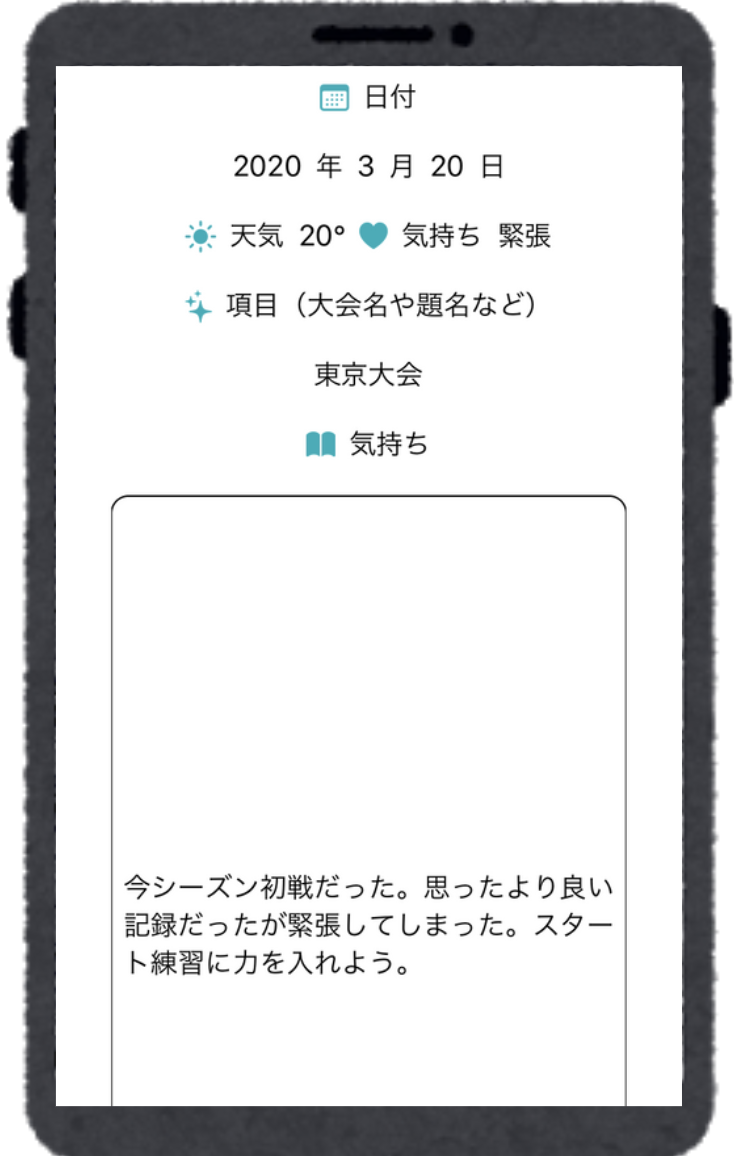 日付
2020 年 3 月 20 日
天気 20° 気持ち 緊張
項目（大会名や題名など）
東京大会
気持ち
今シーズン初戦だった。思ったより良い
記録だったが緊張してしまった。スター
ト練習に力を入れよう。